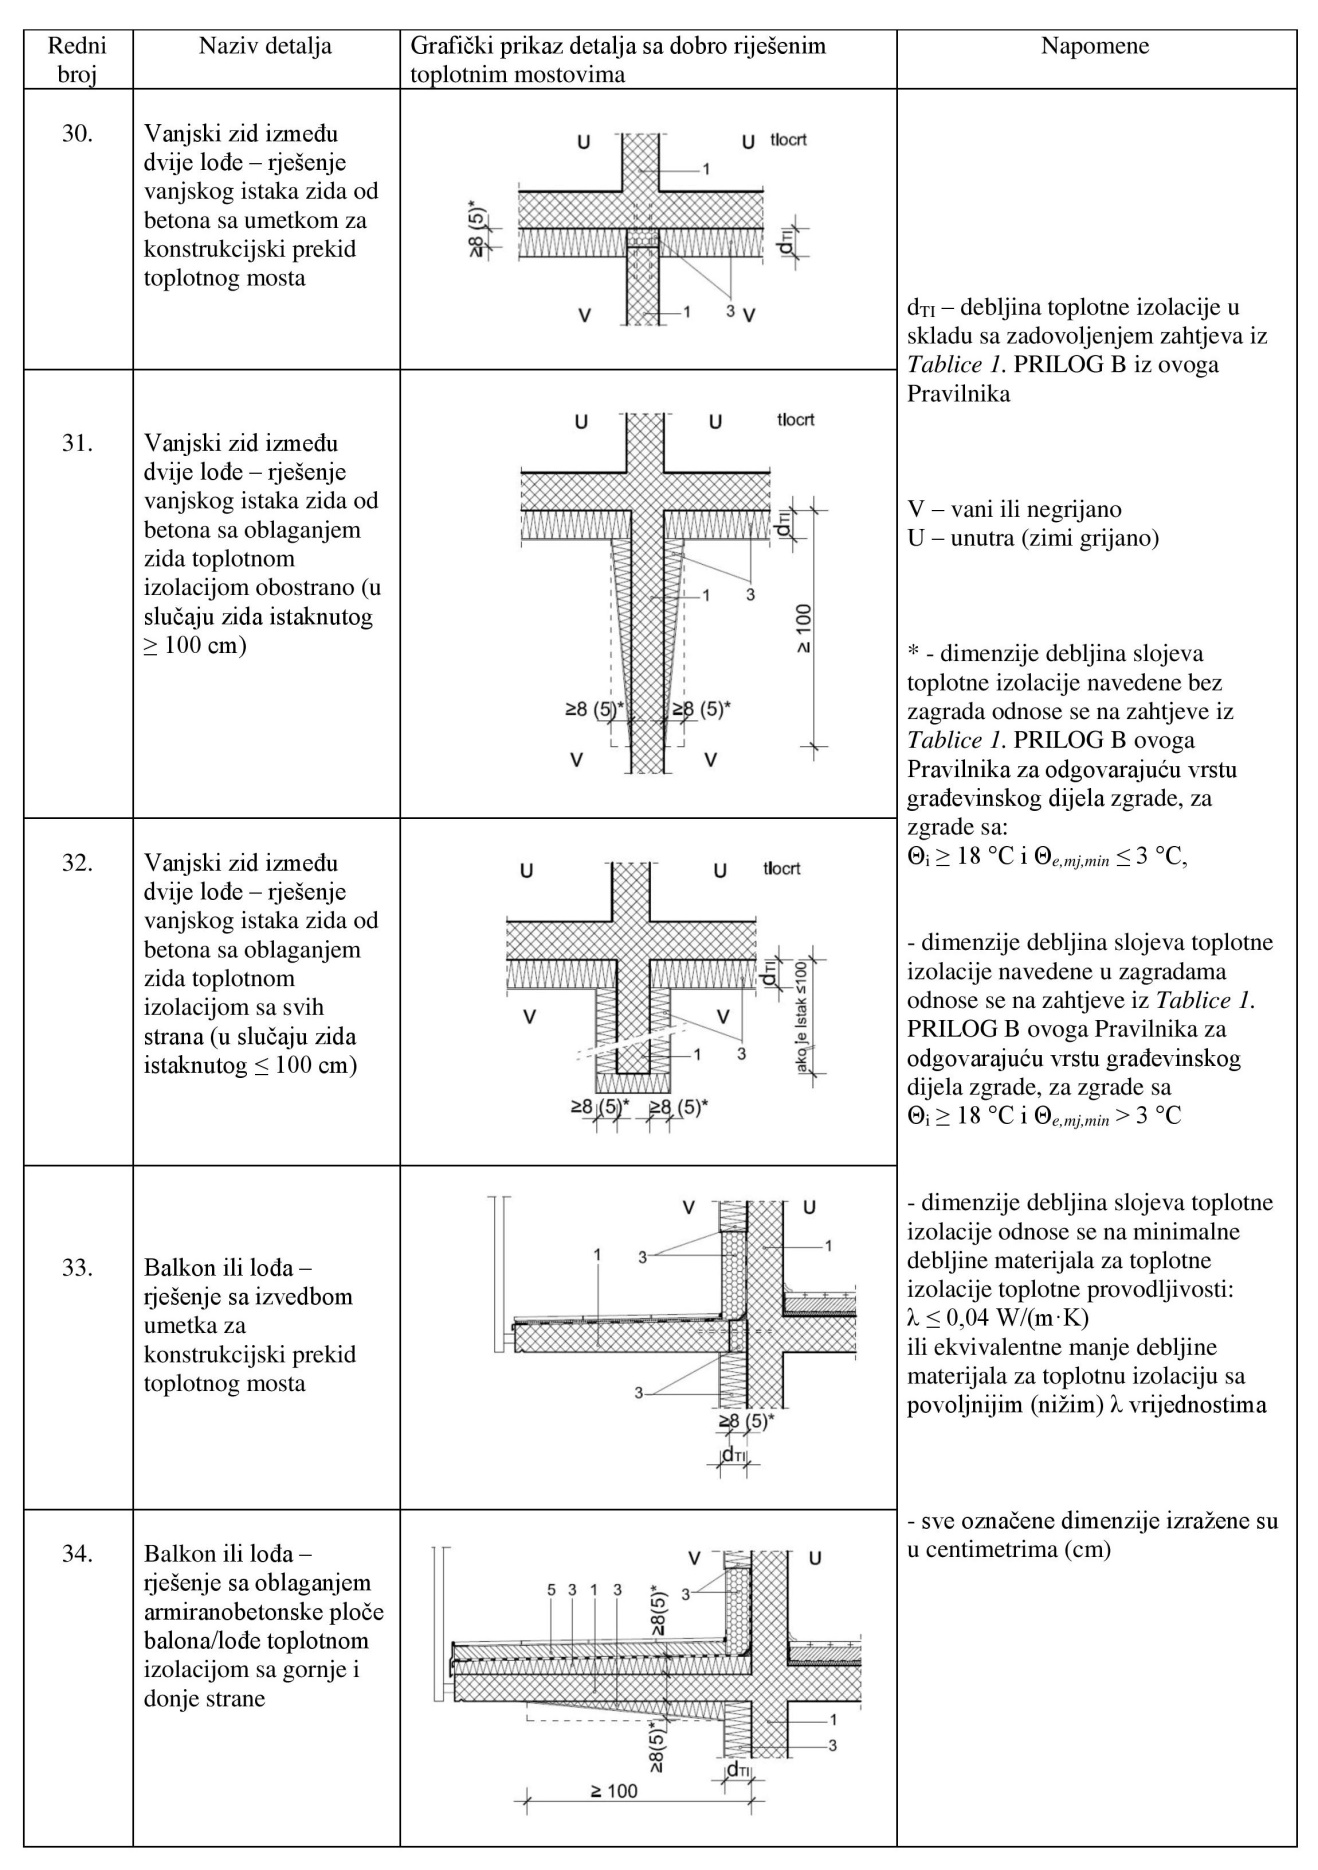 Redni
broj
Naziv detalja
Grafički prikaz detalja sa dobro riješenim
toplotnim mostovima
Napomene
30.
Vanjski zid između
dvije lođe – rješenje
vanjskog istaka zida od
betona sa umetkom za
konstrukcijski prekid
toplotnog mosta
U
U
tlocrt
1
≥8 (5)*
dTI
V
1
3
V
31.
Vanjski zid između
dvije lođe – rješenje
vanjskog istaka zida od
betona sa oblaganjem
zida toplotnom
izolacijom obostrano (u
slučaju zida istaknutog
≥ 100 cm)
U
U
tlocrt
dTI
1
3
≥ 100
≥8 (5)*
≥8 (5)*
V
V
32.
Vanjski zid između
dvije lođe – rješenje
vanjskog istaka zida od
betona sa oblaganjem
zida toplotnom
izolacijom sa svih
strana (u slučaju zida
istaknutog ≤ 100 cm)
U
U
tlocrt
dTI
ako je Istak ≤100
V
V
1
3
≥8 (5)*
≥8 (5)*
33.
Balkon ili lođa –
rješenje sa izvedbom
umetka za
konstrukcijski prekid
toplotnog mosta
V
U
1
3
1
3
≥8 (5)*
dTI
34.
Balkon ili lođa –
rješenje sa oblaganjem
armiranobetonske ploče
balona/lođe toplotnom
izolacijom sa gornje i
donje strane
V
U
5 3 1 3
≥8(5)*
3
1
3
≥8(5)*
dTI
≥ 100
dTI – debljina toplotne izolacije u
skladu sa zadovoljenjem zahtjeva iz
Tablice 1. PRILOG B iz ovoga
Pravilnika
V – vani ili negrijano
U – unutra (zimi grijano)
* - dimenzije debljina slojeva
toplotne izolacije navedene bez
zagrada odnose se na zahtjeve iz
Tablice 1. PRILOG B ovoga
Pravilnika za odgovarajuću vrstu
građevinskog dijela zgrade, za
zgrade sa:
Θi ≥ 18 °C i Θe,mj,min ≤ 3 °C,
- dimenzije debljina slojeva toplotne
izolacije navedene u zagradama
odnose se na zahtjeve iz Tablice 1.
PRILOG B ovoga Pravilnika za
odgovarajuću vrstu građevinskog
dijela zgrade, za zgrade sa
Θi ≥ 18 °C i Θe,mj,min > 3 °C
- dimenzije debljina slojeva toplotne
izolacije odnose se na minimalne
debljine materijala za toplotne
izolacije toplotne provodljivosti:
λ ≤ 0,04 W/(m·K)
ili ekvivalentne manje debljine
materijala za toplotnu izolaciju sa
povoljnijim (nižim) λ vrijednostima
- sve označene dimenzije izražene su
u centimetrima (cm)